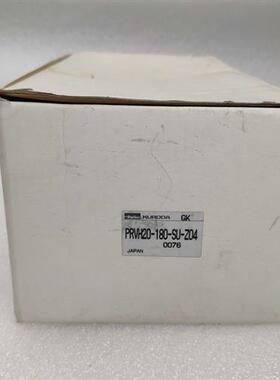 Parker KURODA GK
PRVH20-180-SU-Z04
0076
JAPAN